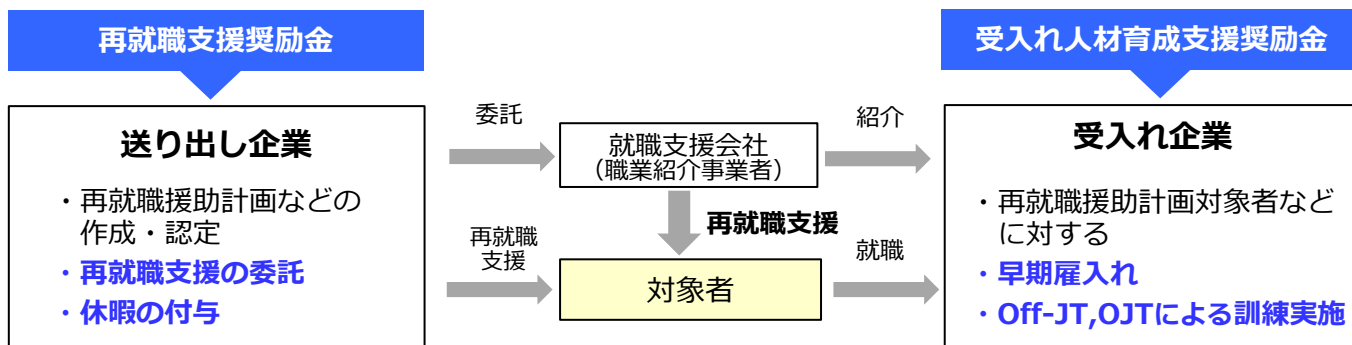 再就職支援奨励金
送り出し企業
・再就職援助計画などの
作成・認定
・再就職支援の委託
・休暇の付与
委託
就職支援会社
（職業紹介事業者）
紹介
再就職支援
再就職
支援
対象者
就職
受入れ人材育成支援奨励金
受入れ企業
・再就職援助計画対象者など
に対する
・早期雇入れ
・Off-JT,OJTによる訓練実施